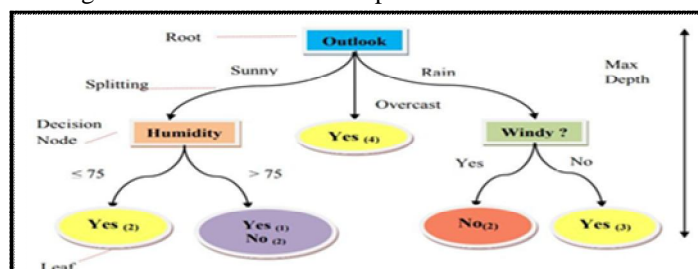 Root
Outlook
Sunny
Rain
Max
Depth
Splitting
Overcast
Decision
Node
Humidity
Yes (4)
Windy ?
≤ 75
> 75
Yes
No
Yes (2)
Yes (1)
No (2)
No(2)
Yes (3)
Leaf